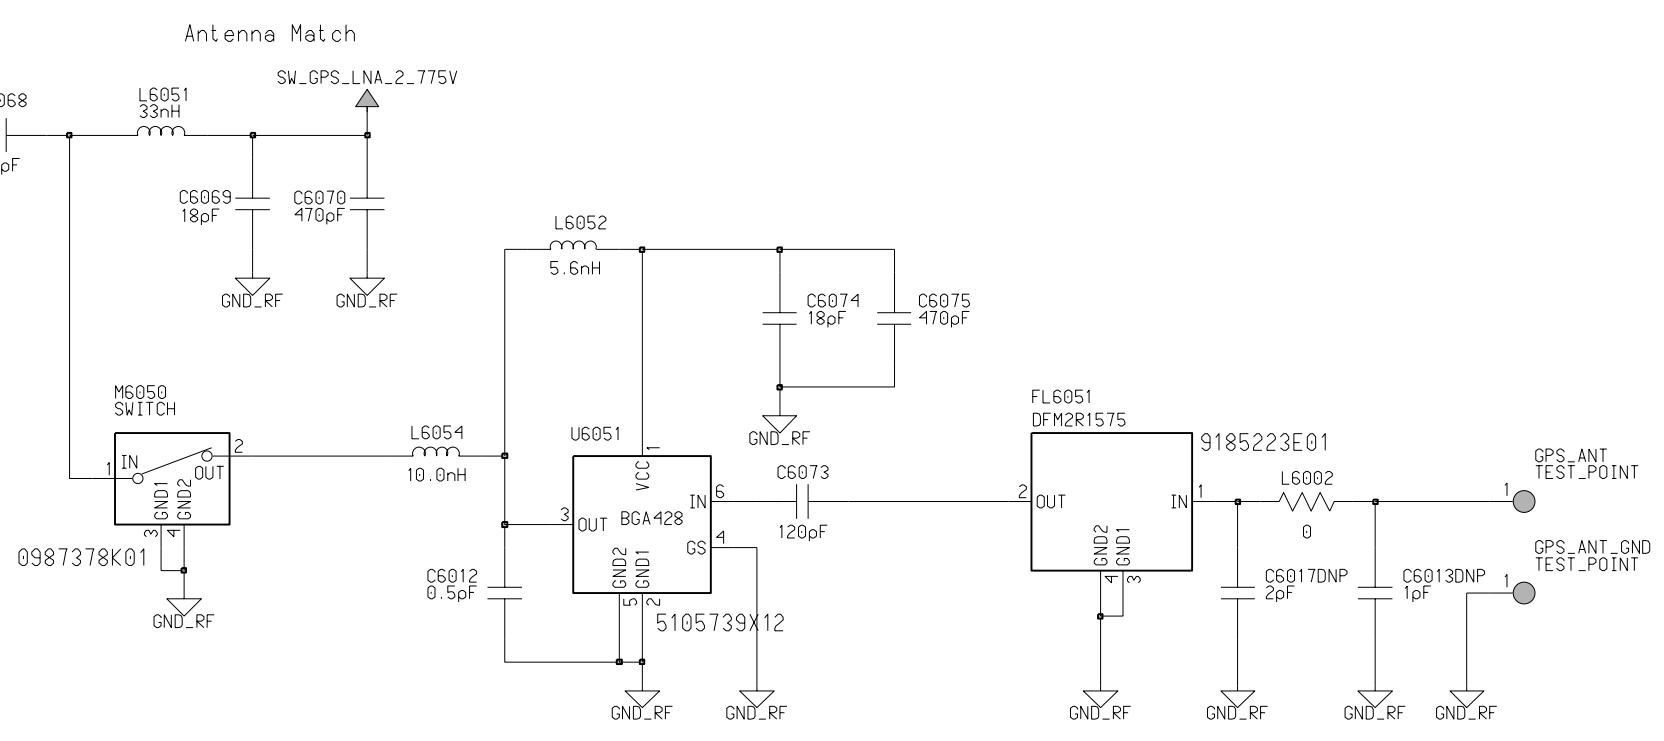 Antenna Match
SW_GPS_LNA_2_775V
068
pF
L6051
33nH
C6069
18pF
C6070
470pF
GND_RF
GND_RF
L6052
5.6nH
C6074
18pF
C6075
470pF
GND_RF
M6050
SWITCH
1
IN
2
OUT
GND1
GND2
3
4
0987378K01
GND_RF
L6054
10.0nH
U6051
1
VCC
IN
6
3
OUT
BGA428
GS
4
GND2
GND1
5
2
5105739X12
C6012
0.5pF
GND_RF
GND_RF
C6073
120pF
FL6051
DFM2R1575
9185223E01
2
OUT
IN
1
GND2
GND1
4
3
GND_RF
L6002
0
C6017DNP
2pF
GND_RF
C6013DNP
1pF
GND_RF
GPS_ANT
TEST_POINT
1
GPS_ANT_GND
TEST_POINT
1
GND_RF